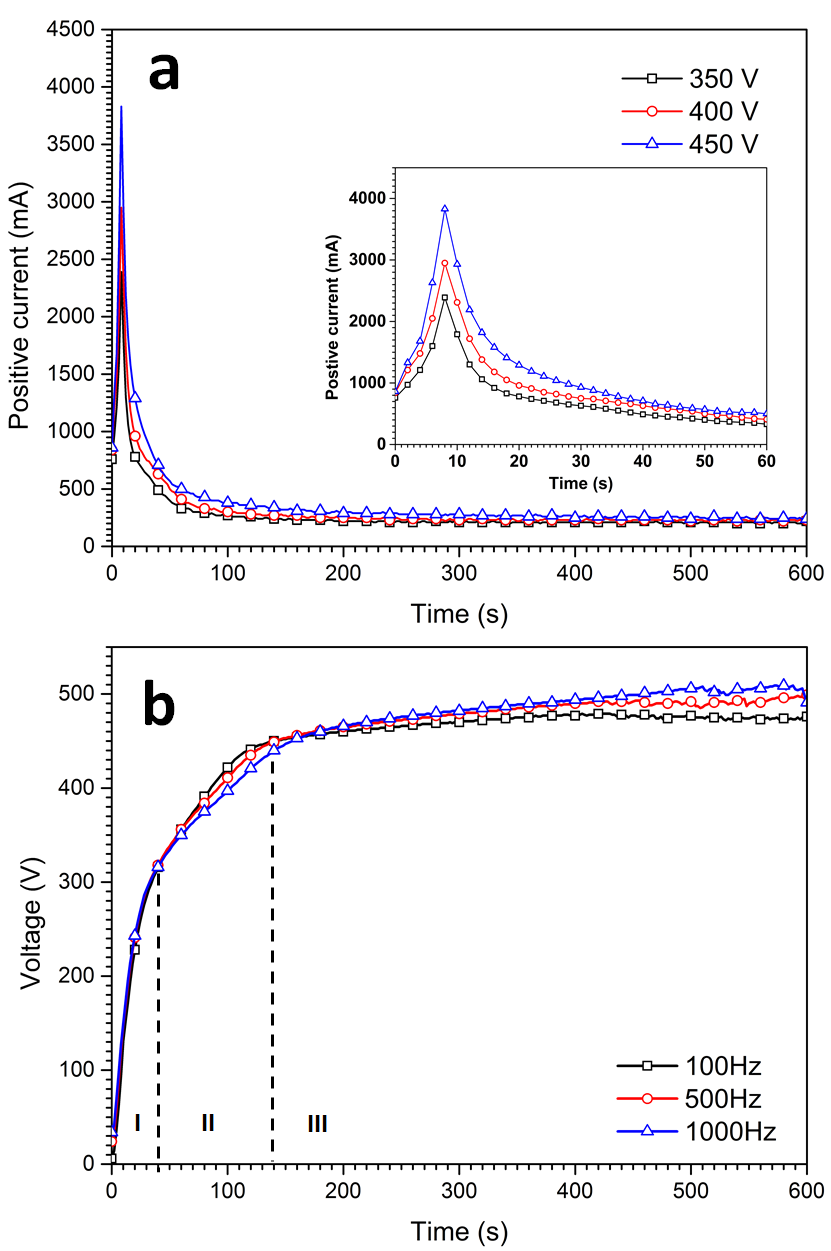 a
350 V
400 V
450 V
Positive current (mA)
4500
4000
3500
3000
2500
2000
1500
1000
500
0
0 100 200 300 400 500 600
Time (s)
Postive current (mA)
4000
3000
2000
1000
0
0 10 20 30 40 50 60
Time (s)
b
Voltage (V)
500
400
300
200
100
0
I II III
100Hz
500Hz
1000Hz
0 100 200 300 400 500 600
Time (s)